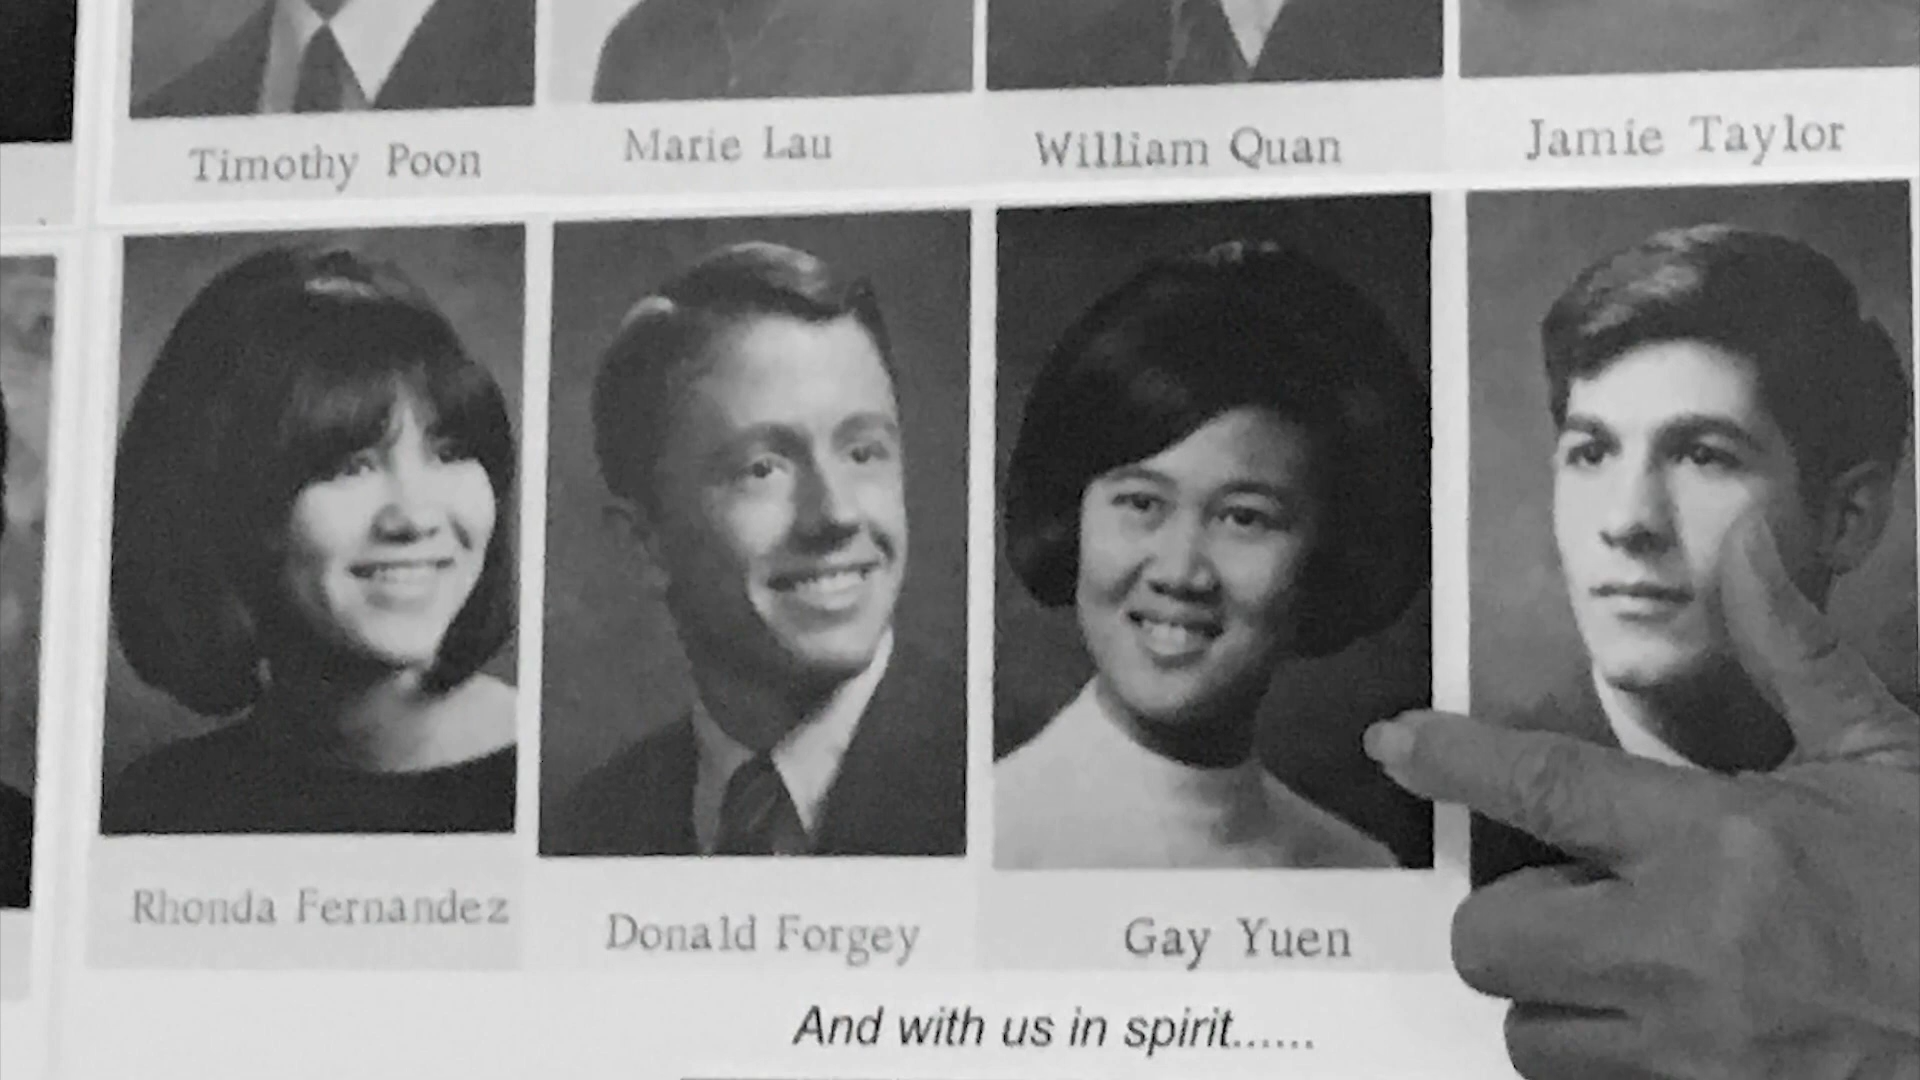 Timothy Poon
Marie Lau
William Quan
Jamie Taylor
Rhonda Fernandez
Donald Forgey
Gay Yuen
And with us in spirit......